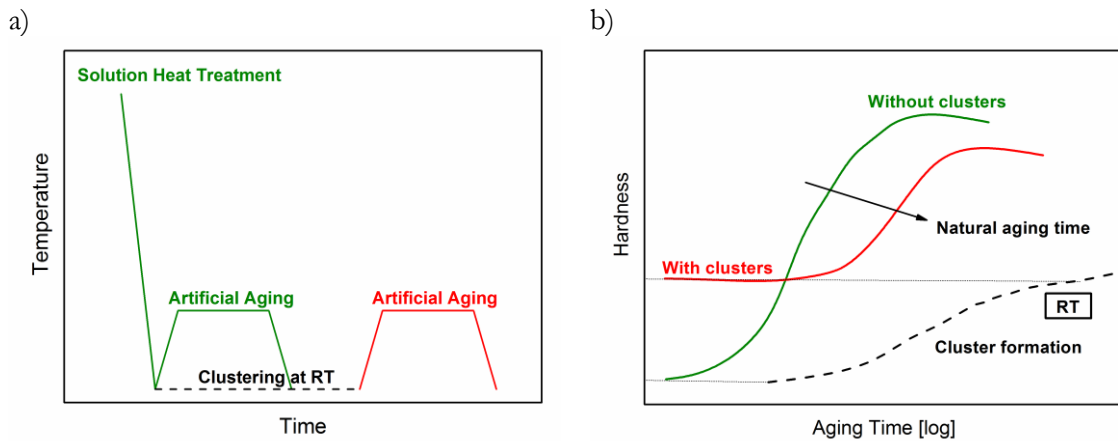 a)
Solution Heat Treatment
Temperature
Artificial Aging
Artificial Aging
Clustering at RT
Time
b)
Without clusters
Hardness
Natural aging time
With clusters
RT
Cluster formation
Aging Time [log]